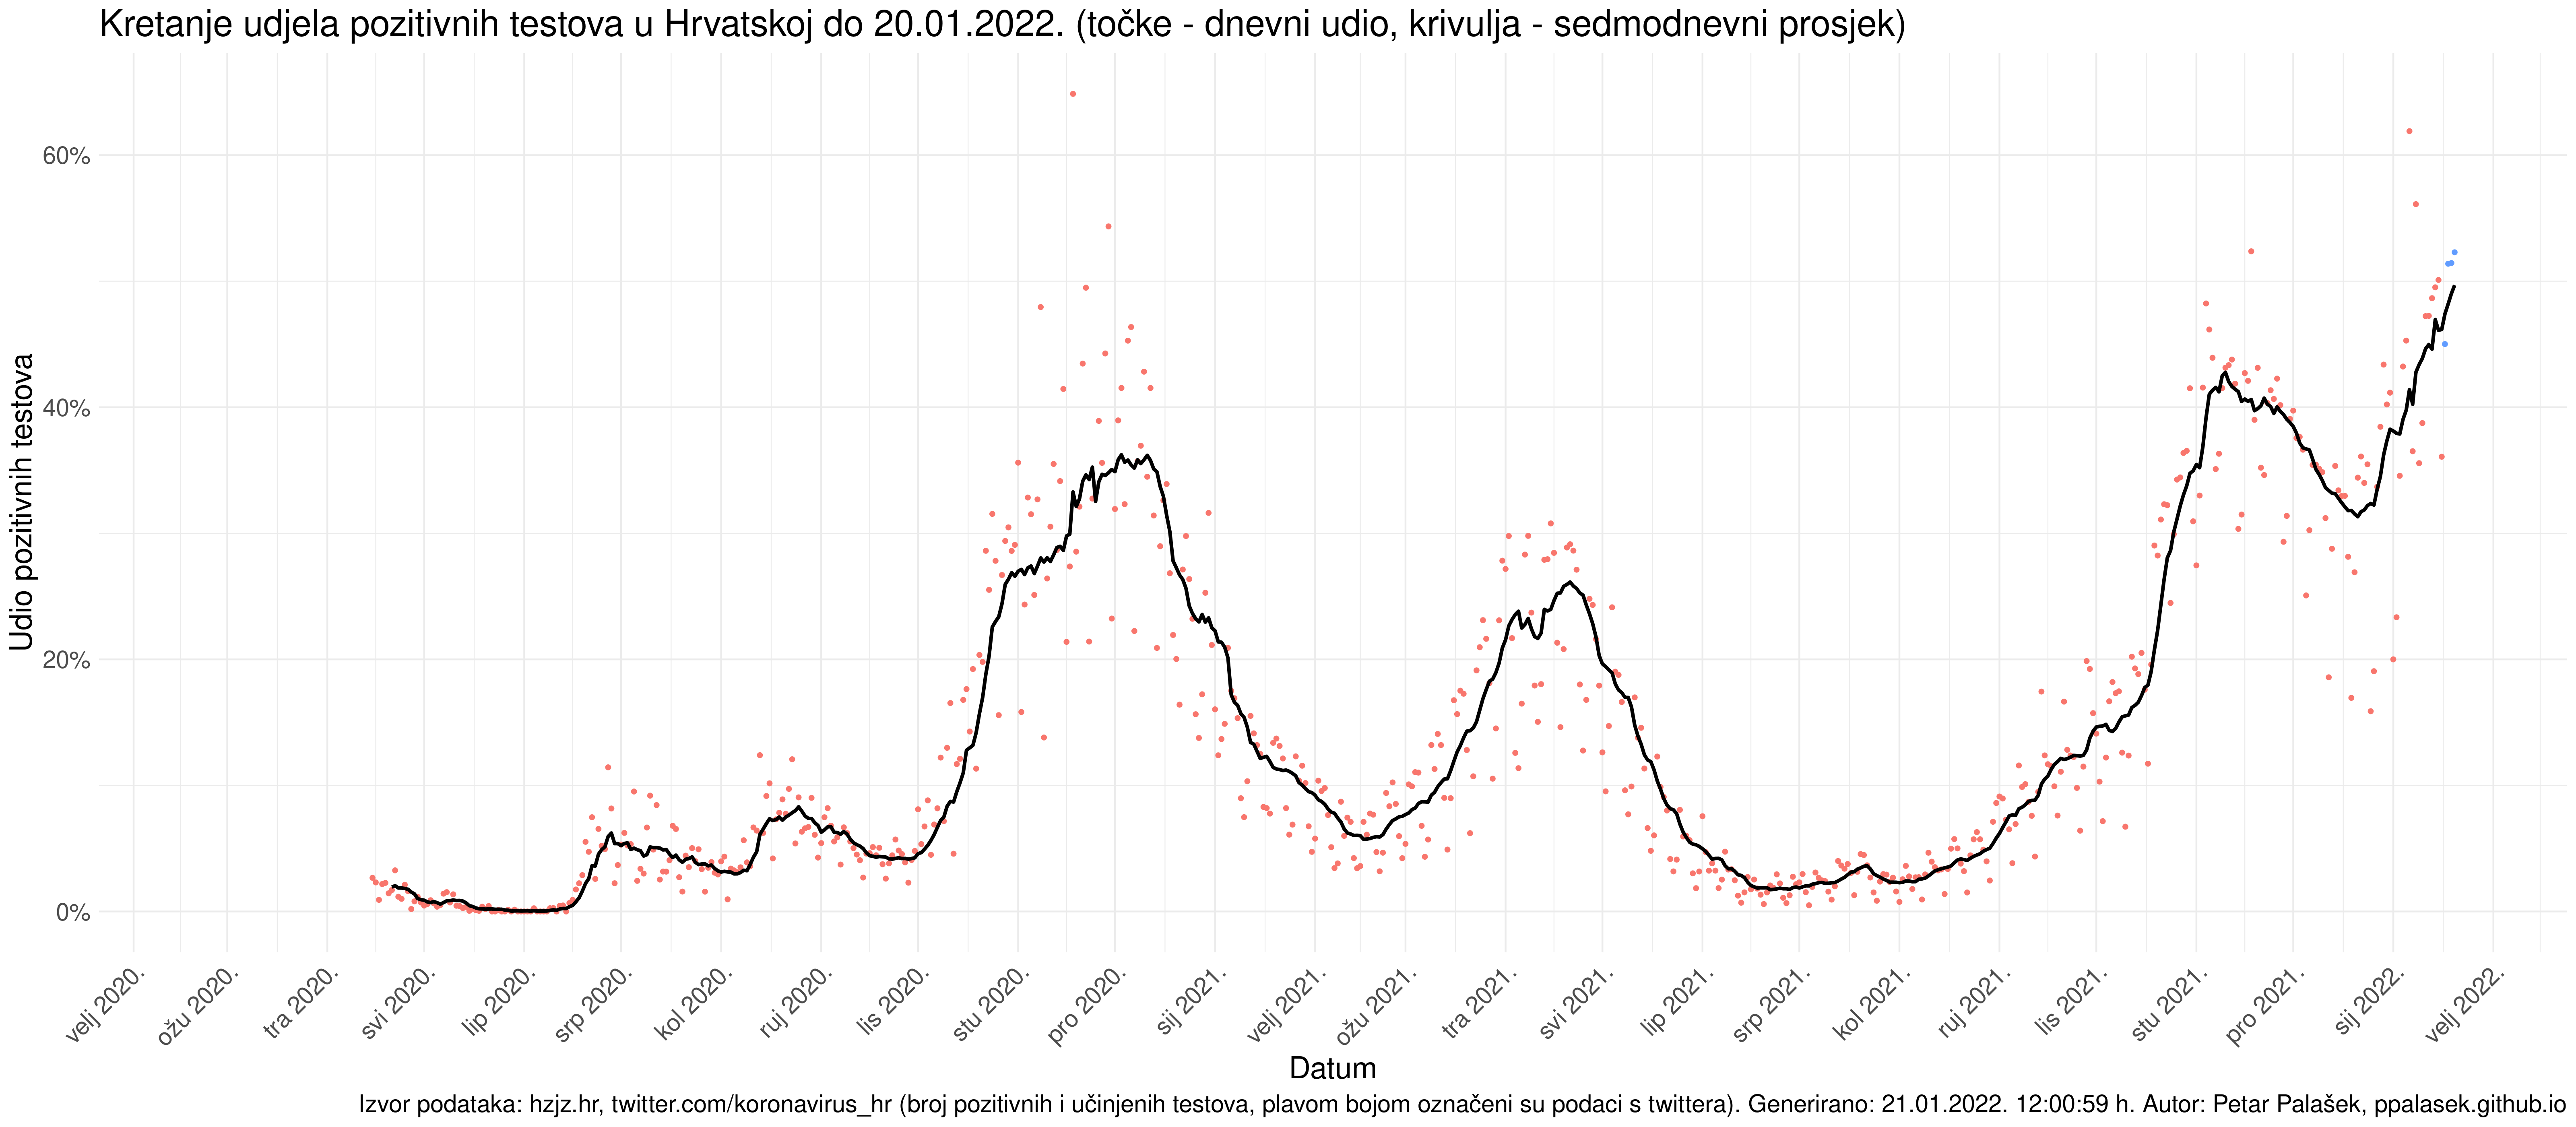 Kretanje udjela pozitivnih testova u Hrvatskoj do 20.01.2022. (točke - dnevni udio, krivulja - sedmodnevni prosjek)
Udio pozitivnih testova
60%
40%
20%
0%
velj 2020.
ožu 2020.
tra 2020.
svi 2020.
lip 2020.
srp 2020.
kol 2020.
ruj 2020.
lis 2020.
stu 2020.
pro 2020.
sij 2021.
velj 2021.
ožu 2021.
tra 2021.
svi 2021.
lip 2021.
srp 2021.
kol 2021.
ruj 2021.
lis 2021.
stu 2021.
pro 2021.
sij 2022.
velj 2022.
Datum
Izvor podataka: hzjz.hr, twitter.com/koronavirus_hr (broj pozitivnih i učinjenih testova, plavom bojom označeni su podaci s twittera). Generirano: 21.01.2022. 12:00:59 h. Autor: Petar Palašek, ppalasek.github.io